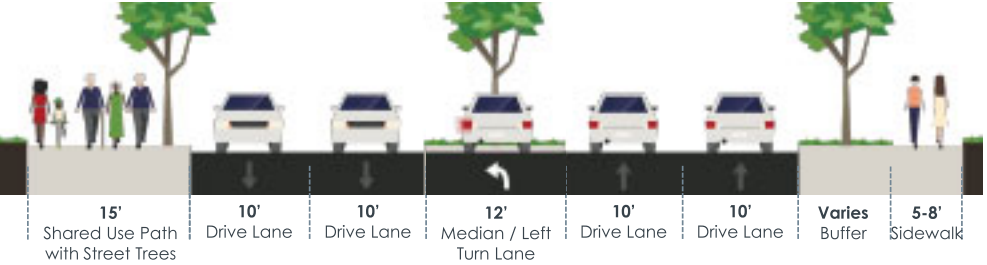 15’
Shared Use Path
with Street Trees
10’
Drive Lane
10’
Drive Lane
12’
Median / Left
Turn Lane
10’
Drive Lane
10’
Drive Lane
Varies
Buffer
5-8’
Sidewalk